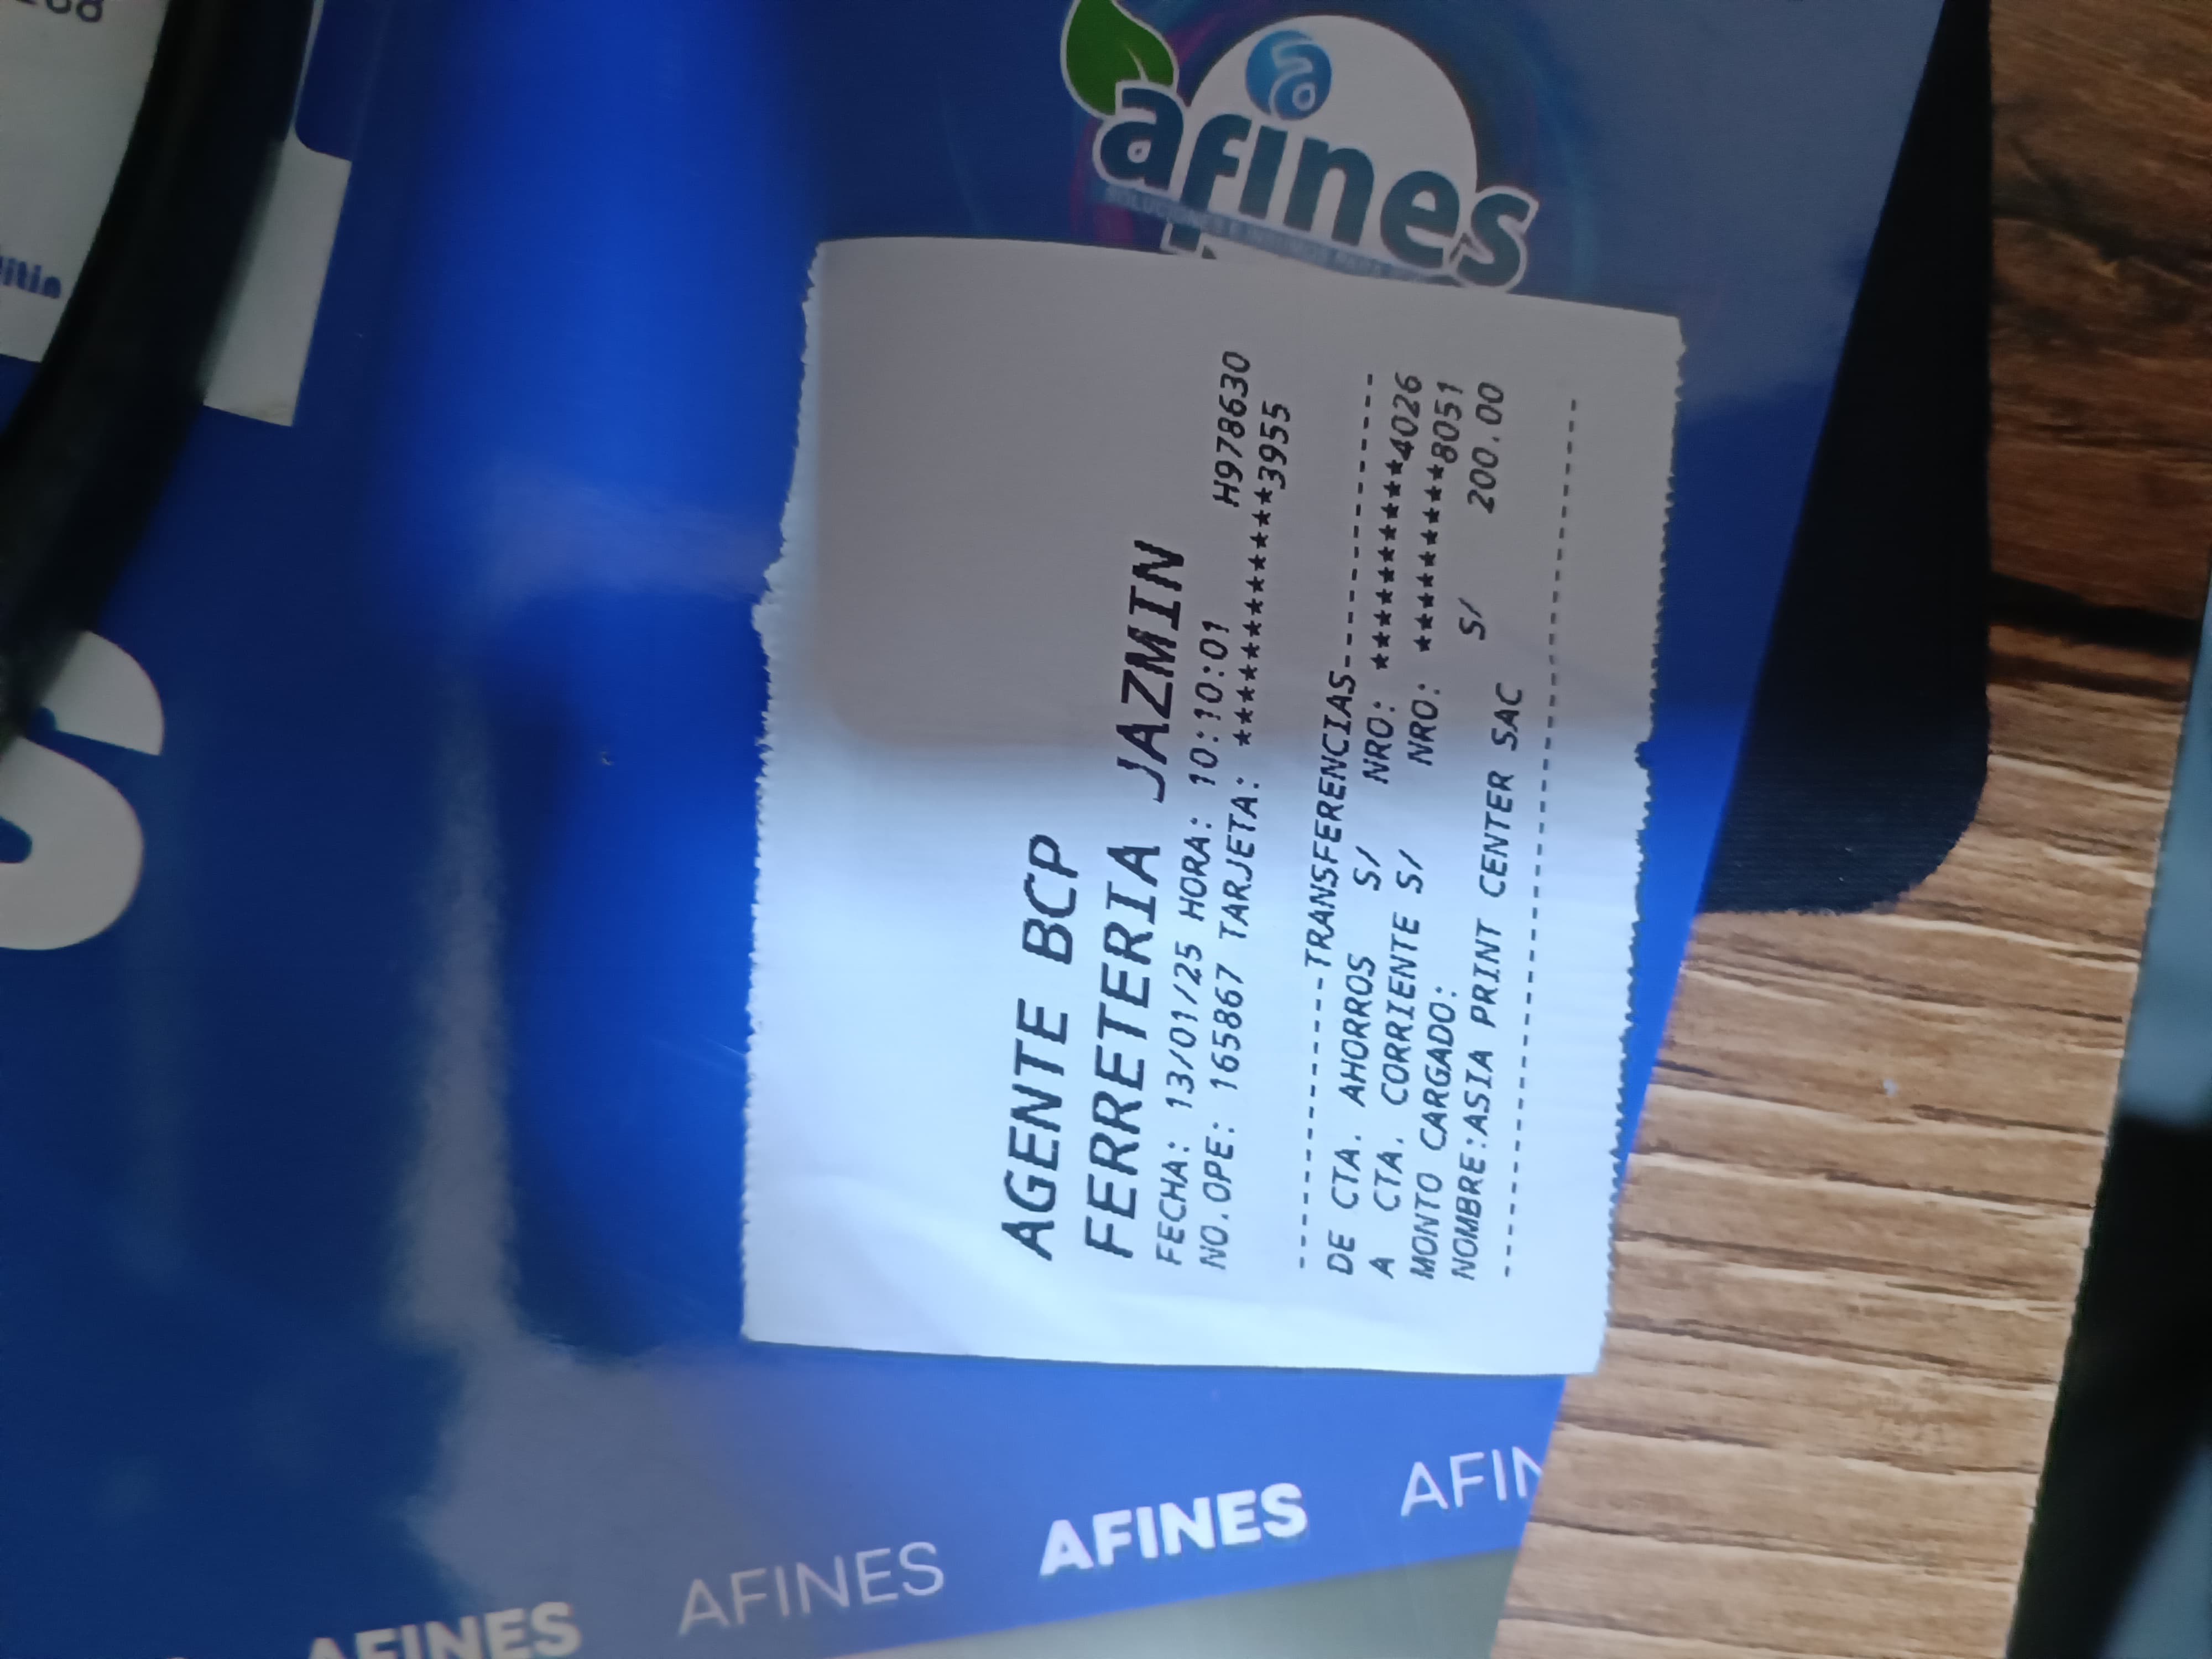 afines
AGENTE BCP
FERRETERIA JAZMIN
FECHA: 13/01/25 HORA: 10:10:01 H978630
NO.OPE: 165867 TARJETA: ************3955
------------TRANSFERENCIAS----------------
DE CTA. AHORROS S/ NRO: *********4026
A CTA. CORRIENTE S/ NRO: ********8051
MONTO CARGADO: S/ 200.00
NOMBRE:ASIA PRINT CENTER SAC
------------------------------------------
AFINES
AFINES
AFINES
AFIN